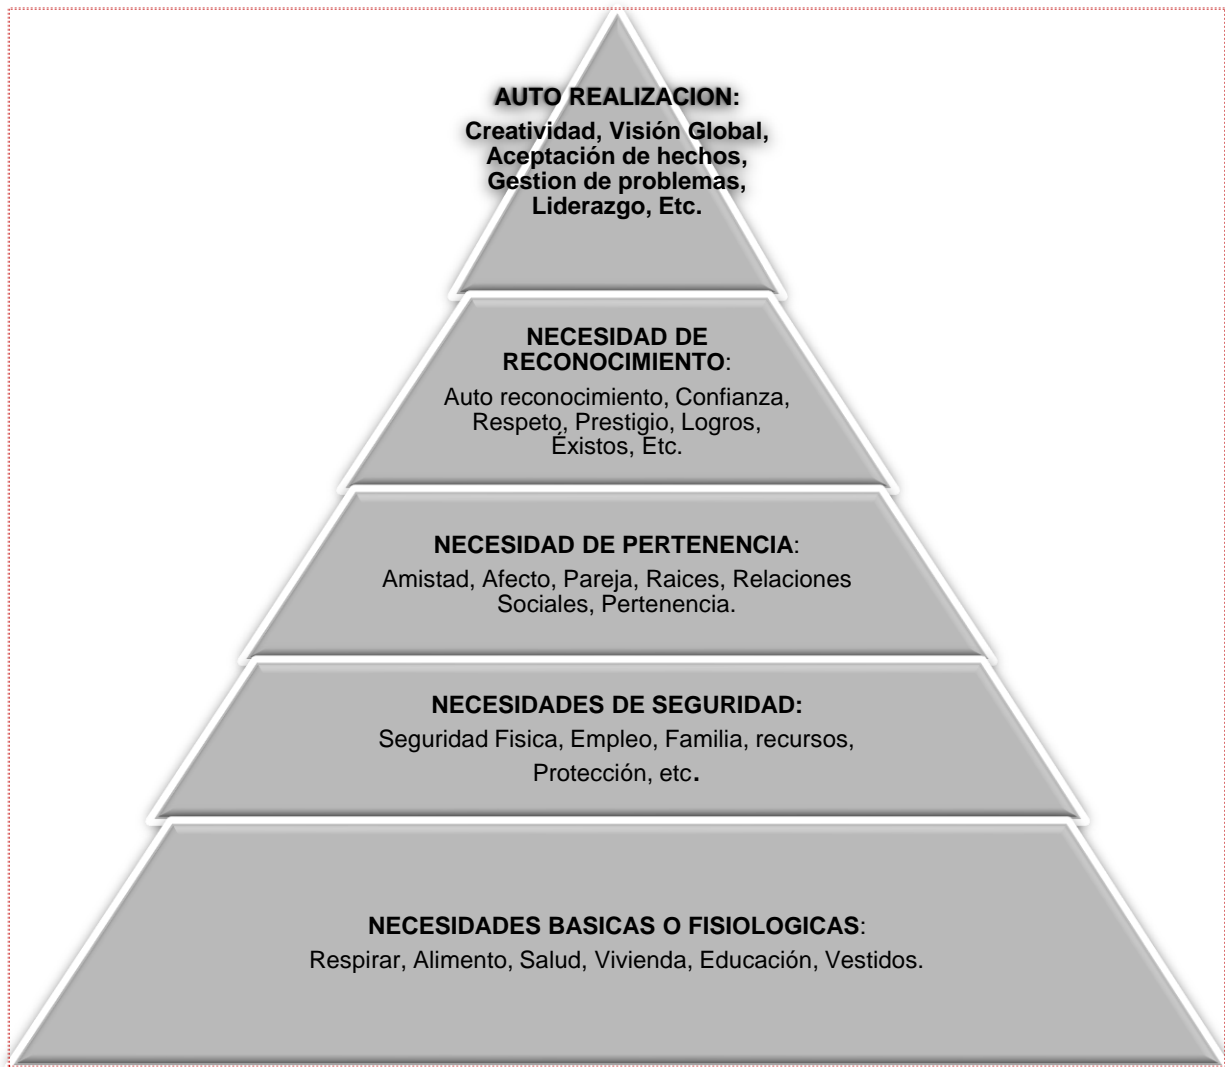 AUTO REALIZACION:
Creatividad, Visión Global,
Aceptación de hechos,
Gestion de problemas,
Liderazgo, Etc.
NECESIDAD DE
RECONOCIMIENTO:
Auto reconocimiento, Confianza,
Respeto, Prestigio, Logros,
Éxistos, Etc.
NECESIDAD DE PERTENENCIA:
Amistad, Afecto, Pareja, Raices, Relaciones
Sociales, Pertenencia.
NECESIDADES DE SEGURIDAD:
Seguridad Fisica, Empleo, Familia, recursos,
Protección, etc.
NECESIDADES BASICAS O FISIOLOGICAS:
Respirar, Alimento, Salud, Vivienda, Educación, Vestidos.